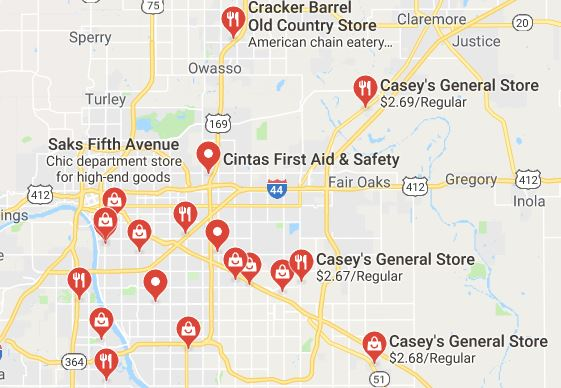 75
Cracker Barrel
Old Country Store
American chain eatery...
Claremore
20
Sperry
Justice
Owasso
Turley
Casey's General Store
$2.69/Regular
169
Saks Fifth Avenue
Chic department store
for high-end goods
Cintas First Aid & Safety
412
44
Fair Oaks
412
Gregory
412
Inola
ings
Casey's General Store
$2.67/Regular
Casey's General Store
$2.68/Regular
364
51